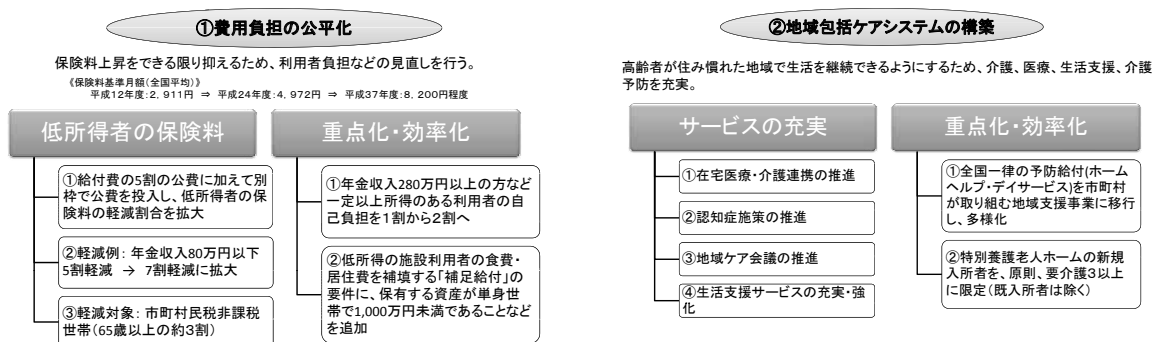 ①費用負担の公平化
保険料上昇をできる限り抑えるため、利用者負担などの見直しを行う。
《保険料基準月額(全国平均)》
平成12年度:2,911円 ⇒ 平成24年度:4,972円 ⇒ 平成37年度:8,200円程度
低所得者の保険料
①給付費の5割の公費に加えて別
枠で公費を投入し、低所得者の保
険料の軽減割合を拡大
②軽減例: 年金収入80万円以下
5割軽減 → 7割軽減に拡大
③軽減対象: 市町村民税非課税
世帯(65歳以上の約3割)
重点化・効率化
①年金収入280万円以上の方など
一定以上所得のある利用者の自
己負担を1割から2割へ
②低所得の施設利用者の食費・
居住費を補填する「補足給付」の
要件に、保有する資産が単身世
帯で1,000万円未満であることなど
を追加
②地域包括ケアシステムの構築
高齢者が住み慣れた地域で生活を継続できるようにするため、介護、医療、生活支援、介護
予防を充実。
サービスの充実
①在宅医療・介護連携の推進
②認知症施策の推進
③地域ケア会議の推進
④生活支援サービスの充実・強
化
重点化・効率化
①全国一律の予防給付(ホーム
ヘルプ・デイサービス)を市町村
が取り組む地域支援事業に移行
し、多様化
②特別養護老人ホームの新規
入所者を、原則、要介護3以上
に限定(既入所者は除く)